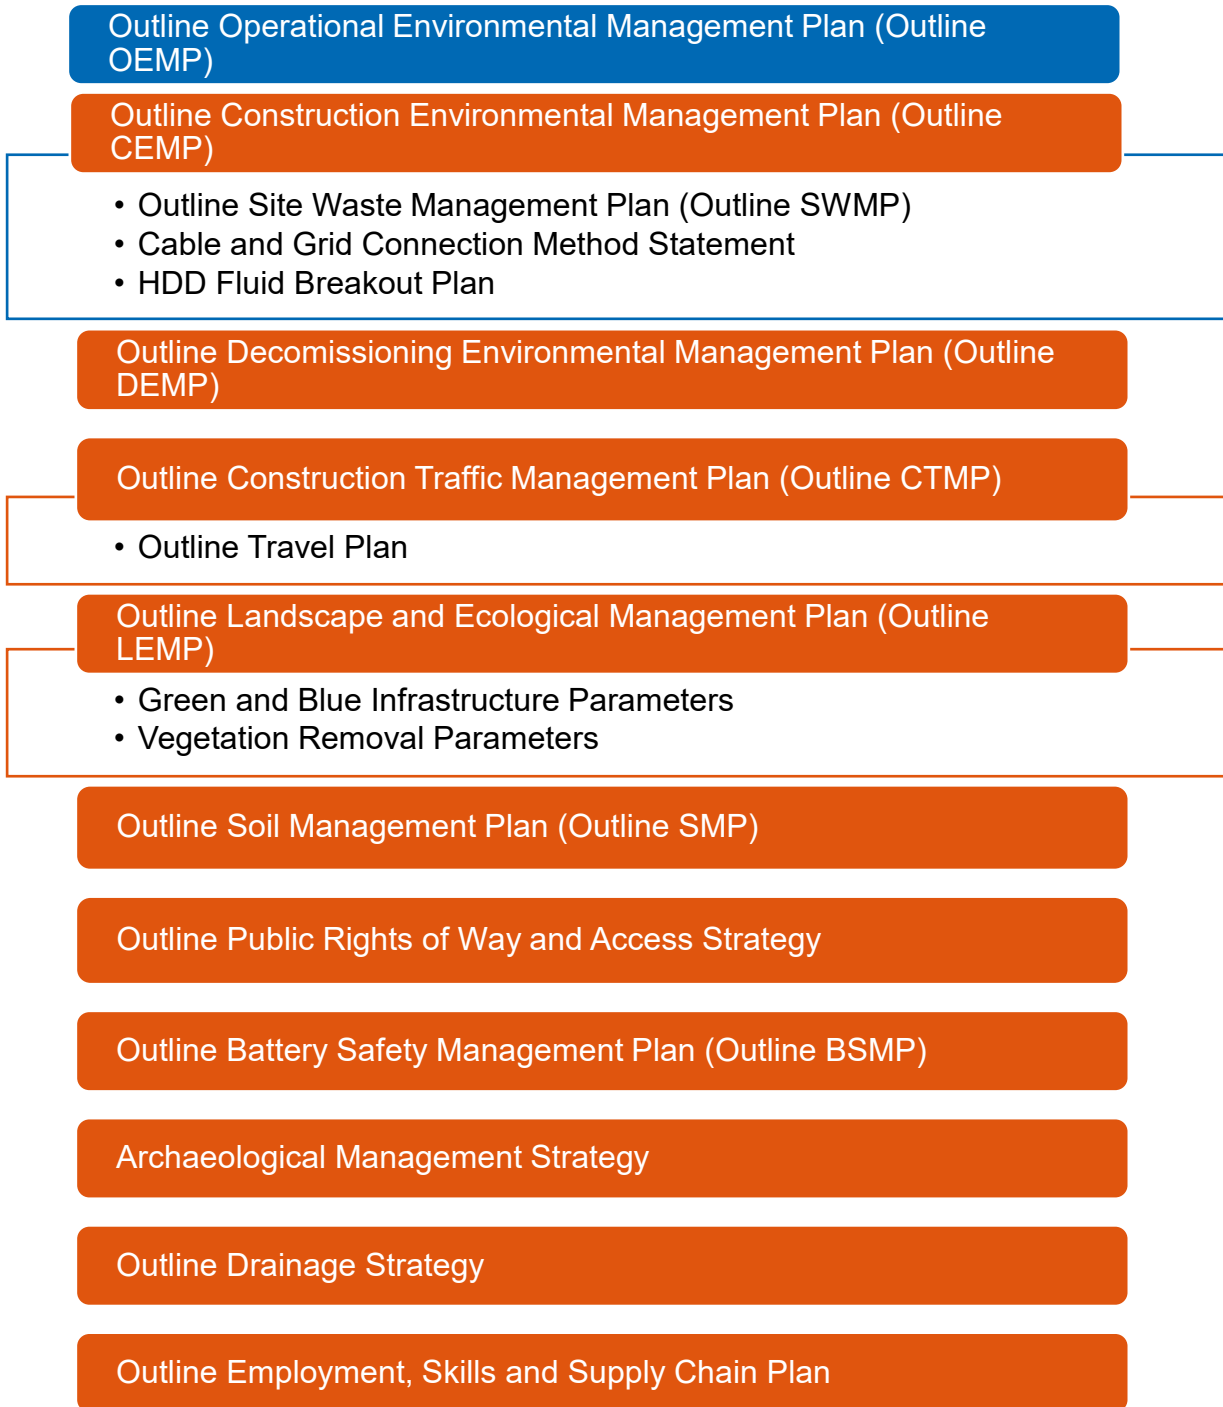 Outline Operational Environmental Management Plan (Outline
OEMP)
Outline Construction Environmental Management Plan (Outline
CEMP)
• Outline Site Waste Management Plan (Outline SWMP)
• Cable and Grid Connection Method Statement
• HDD Fluid Breakout Plan
Outline Decomissioning Environmental Management Plan (Outline
DEMP)
Outline Construction Traffic Management Plan (Outline CTMP)
• Outline Travel Plan
Outline Landscape and Ecological Management Plan (Outline
LEMP)
• Green and Blue Infrastructure Parameters
• Vegetation Removal Parameters
Outline Soil Management Plan (Outline SMP)
Outline Public Rights of Way and Access Strategy
Outline Battery Safety Management Plan (Outline BSMP)
Archaeological Management Strategy
Outline Drainage Strategy
Outline Employment, Skills and Supply Chain Plan